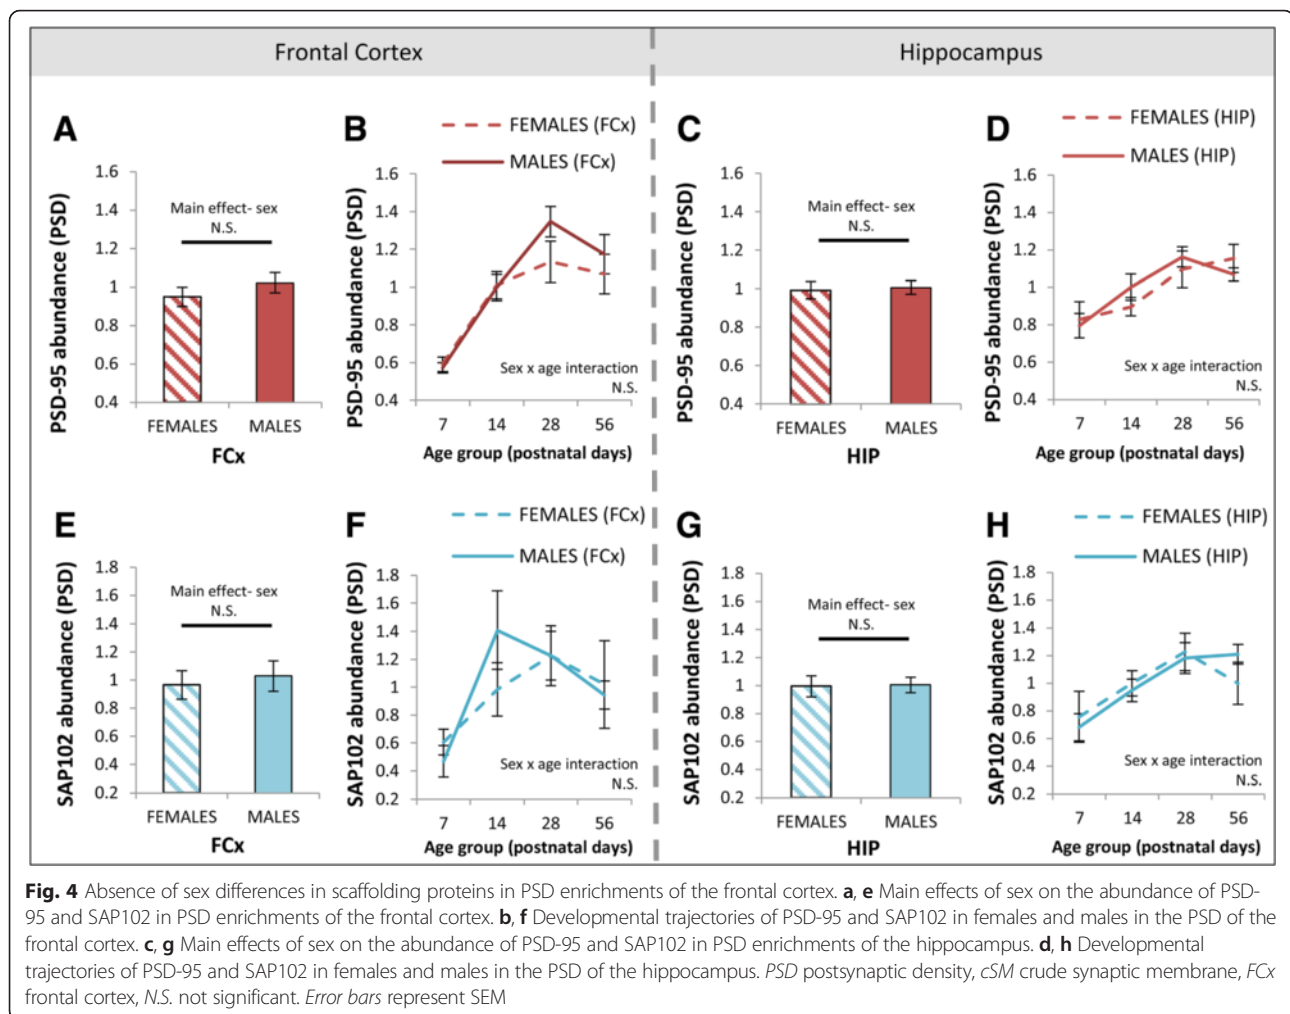 Frontal Cortex
Hippocampus
A
PSD-95 abundance (PSD)
1.6
1.4
1.2
1
0.8
0.6
0.4
Main effect- sex
N.S.
FEMALES MALES
FCx
B
FEMALES (FCx)
MALES (FCx)
PSD-95 abundance (PSD)
1.6
1.4
1.2
1
0.8
0.6
0.4
Sex x age interaction
N.S.
7 14 28 56
Age group (postnatal days)
C
PSD-95 abundance (PSD)
1.6
1.4
1.2
1
0.8
0.6
0.4
Main effect- sex
N.S.
FEMALES MALES
HIP
D
FEMALES (HIP)
MALES (HIP)
PSD-95 abundance (PSD)
1.6
1.4
1.2
1
0.8
0.6
0.4
Sex x age interaction
N.S.
7 14 28 56
Age group (postnatal days)
E
SAP102 abundance (PSD)
1.8
1.6
1.4
1.2
1
0.8
0.6
0.4
0.2
Main effect- sex
N.S.
FEMALES MALES
FCx
F
FEMALES (FCx)
MALES (FCx)
SAP102 abundance (PSD)
1.8
1.6
1.4
1.2
1
0.8
0.6
0.4
0.2
Sex x age interaction
N.S.
7 14 28 56
Age group (postnatal days)
G
SAP102 abundance (PSD)
1.8
1.6
1.4
1.2
1
0.8
0.6
0.4
0.2
Main effect- sex
N.S.
FEMALES MALES
HIP
H
FEMALES (HIP)
MALES (HIP)
SAP102 abundance (PSD)
1.8
1.6
1.4
1.2
1
0.8
0.6
0.4
0.2
Sex x age interaction
N.S.
7 14 28 56
Age group (postnatal days)
Fig. 4 Absence of sex differences in scaffolding proteins in PSD enrichments of the frontal cortex. a, e Main effects of sex on the abundance of PSD-
95 and SAP102 in PSD enrichments of the frontal cortex. b, f Developmental trajectories of PSD-95 and SAP102 in females and males in the PSD of the
frontal cortex. c, g Main effects of sex on the abundance of PSD-95 and SAP102 in PSD enrichments of the hippocampus. d, h Developmental
trajectories of PSD-95 and SAP102 in females and males in the PSD of the hippocampus. PSD postsynaptic density, cSM crude synaptic membrane, FCx
frontal cortex, N.S. not significant. Error bars represent SEM